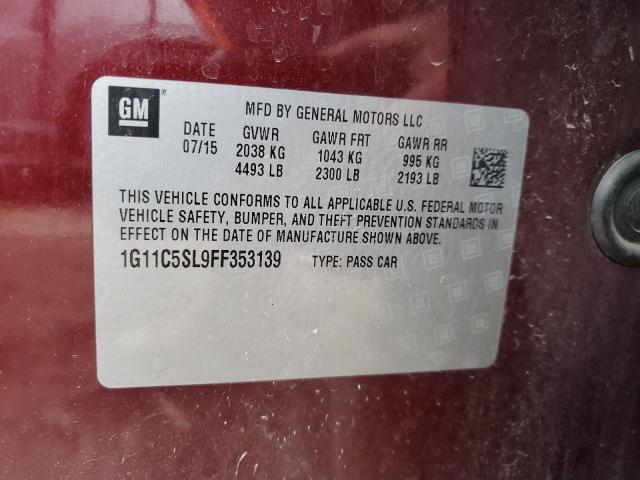 GM
MFD BY GENERAL MOTORS LLC
DATE GVWR GAWR FRT GAWR RR
07/15 2038 KG 1043 KG 995 KG
4493 LB 2300 LB 2193 LB
THIS VEHICLE CONFORMS TO ALL APPLICABLE U.S. FEDERAL MOTOR
VEHICLE SAFETY, BUMPER, AND THEFT PREVENTION STANDARDS IN
EFFECT ON THE DATE OF MANUFACTURE SHOWN ABOVE.
1G11C5SL9FF353139 TYPE: PASS CAR